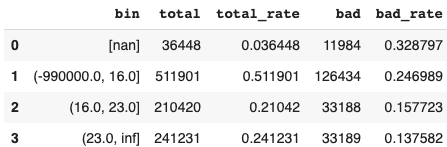 bin total total_rate bad bad_rate
0 [nan] 36448 0.036448 11984 0.328797
1 (-990000.0, 16.0] 511901 0.511901 126434 0.246989
2 (16.0, 23.0] 210420 0.21042 33188 0.157723
3 (23.0, inf] 241231 0.241231 33189 0.137582